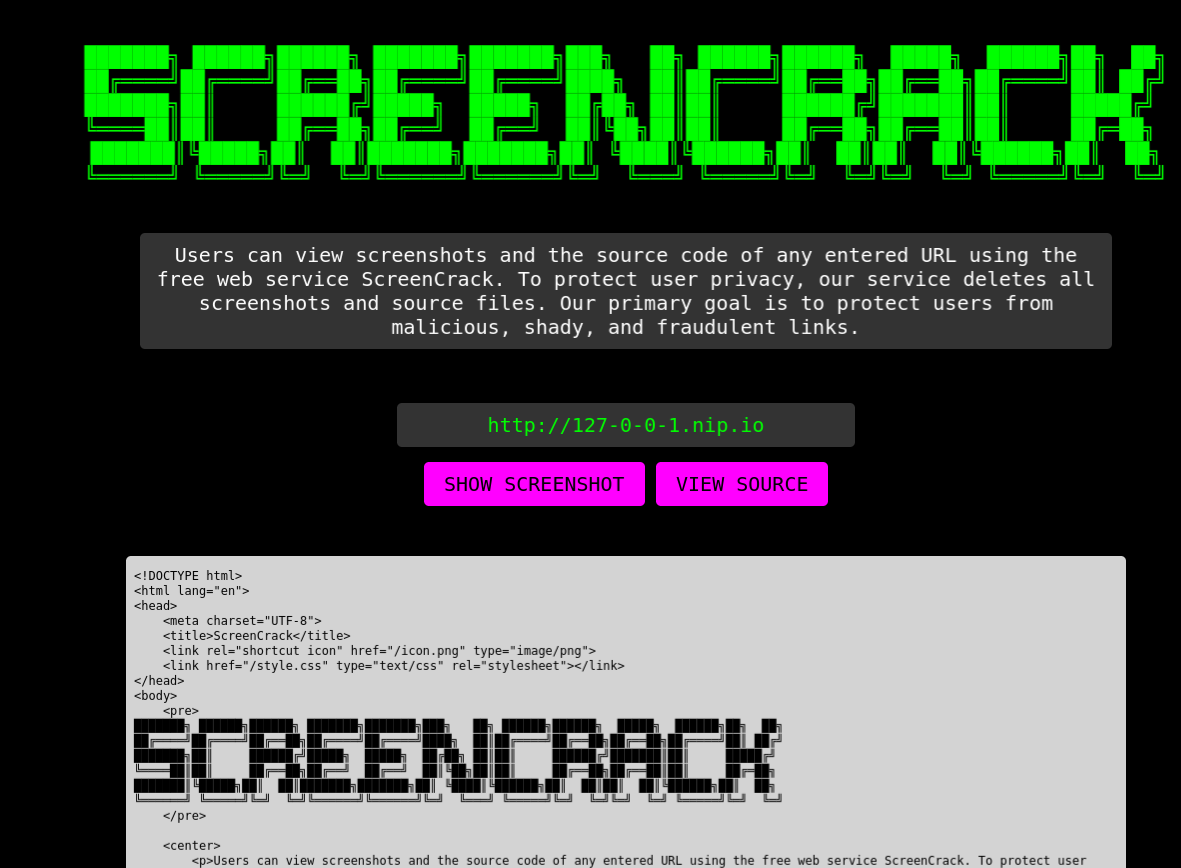 SCREENCRACK
Users can view screenshots and the source code of any entered URL using the
free web service ScreenCrack. To protect user privacy, our service deletes all
screenshots and source files. Our primary goal is to protect users from
malicious, shady, and fraudulent links.
http://127-0-0-1.nip.io
SHOW SCREENSHOT VIEW SOURCE
<!DOCTYPE html>
<html lang="en">
<head>
    <meta charset="UTF-8">
    <title>ScreenCrack</title>
    <link rel="shortcut icon" href="/icon.png" type="image/png">
    <link href="/style.css" type="text/css" rel="stylesheet"></link>
</head>
<body>
    <pre>
SCREENCRACK
    </pre>
    <center>
        <p>Users can view screenshots and the source code of any entered URL using the free web service ScreenCrack. To protect user